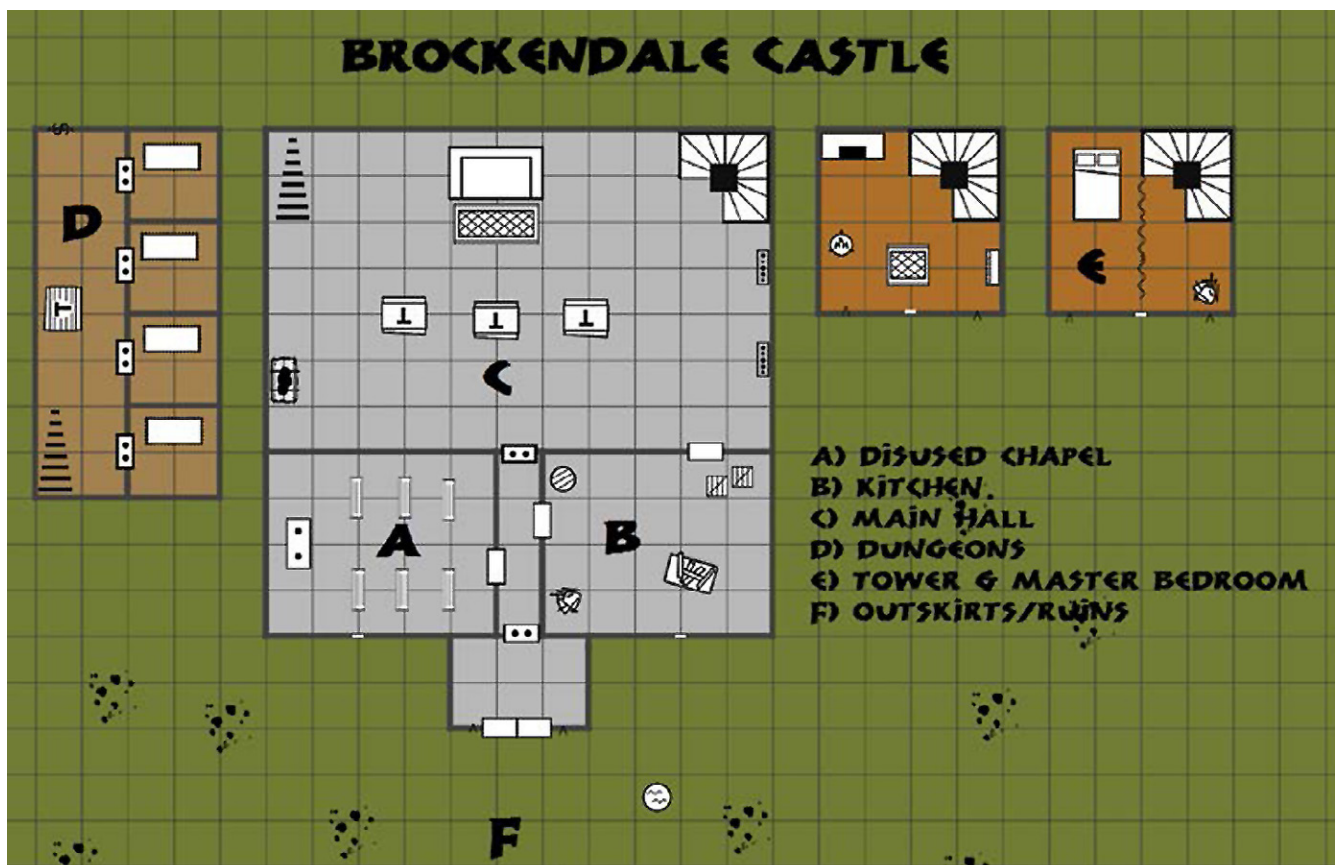 BROCKENDALE CASTLE
D
E
T
T T T
C
A) DISUSED CHAPEL
B) KITCHEN.
C) MAIN HALL
A
B
D) DUNGEONS
E) TOWER & MASTER BEDROOM
F) OUTSKIRTS/RUINS
F